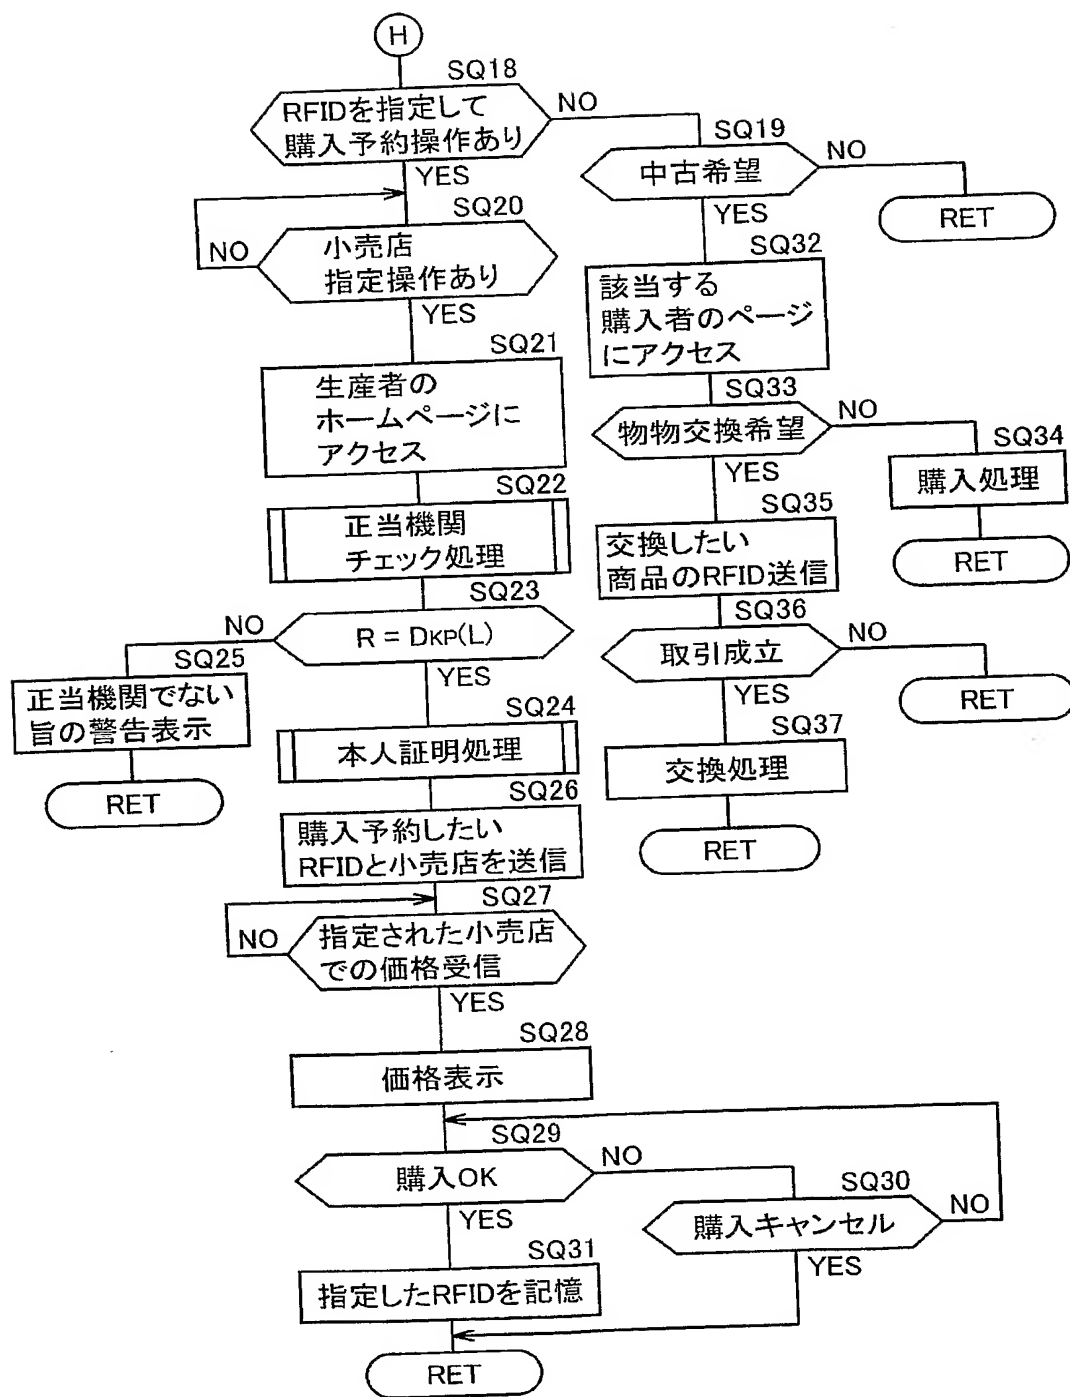 H
SQ18
RFIDを指定して
購入予約操作あり
NO
YES
SQ19
中古希望
NO
RET
YES
SQ20
小売店
指定操作あり
NO
YES
SQ21
生産者の
ホームページに
アクセス
SQ22
正当機関
チェック処理
SQ23
R = DKP(L)
NO
SQ25
正当機関でない
旨の警告表示
RET
YES
SQ24
本人証明処理
SQ26
購入予約したい
RFIDと小売店を送信
SQ27
指定された小売店
での価格受信
NO
YES
SQ28
価格表示
SQ29
購入OK
NO
SQ30
購入キャンセル
NO
YES
YES
SQ31
指定したRFIDを記憶
RET
SQ32
該当する
購入者のページ
にアクセス
SQ33
物物交換希望
NO
SQ34
購入処理
RET
YES
SQ35
交換したい
商品のRFID送信
SQ36
取引成立
NO
RET
YES
SQ37
交換処理
RET